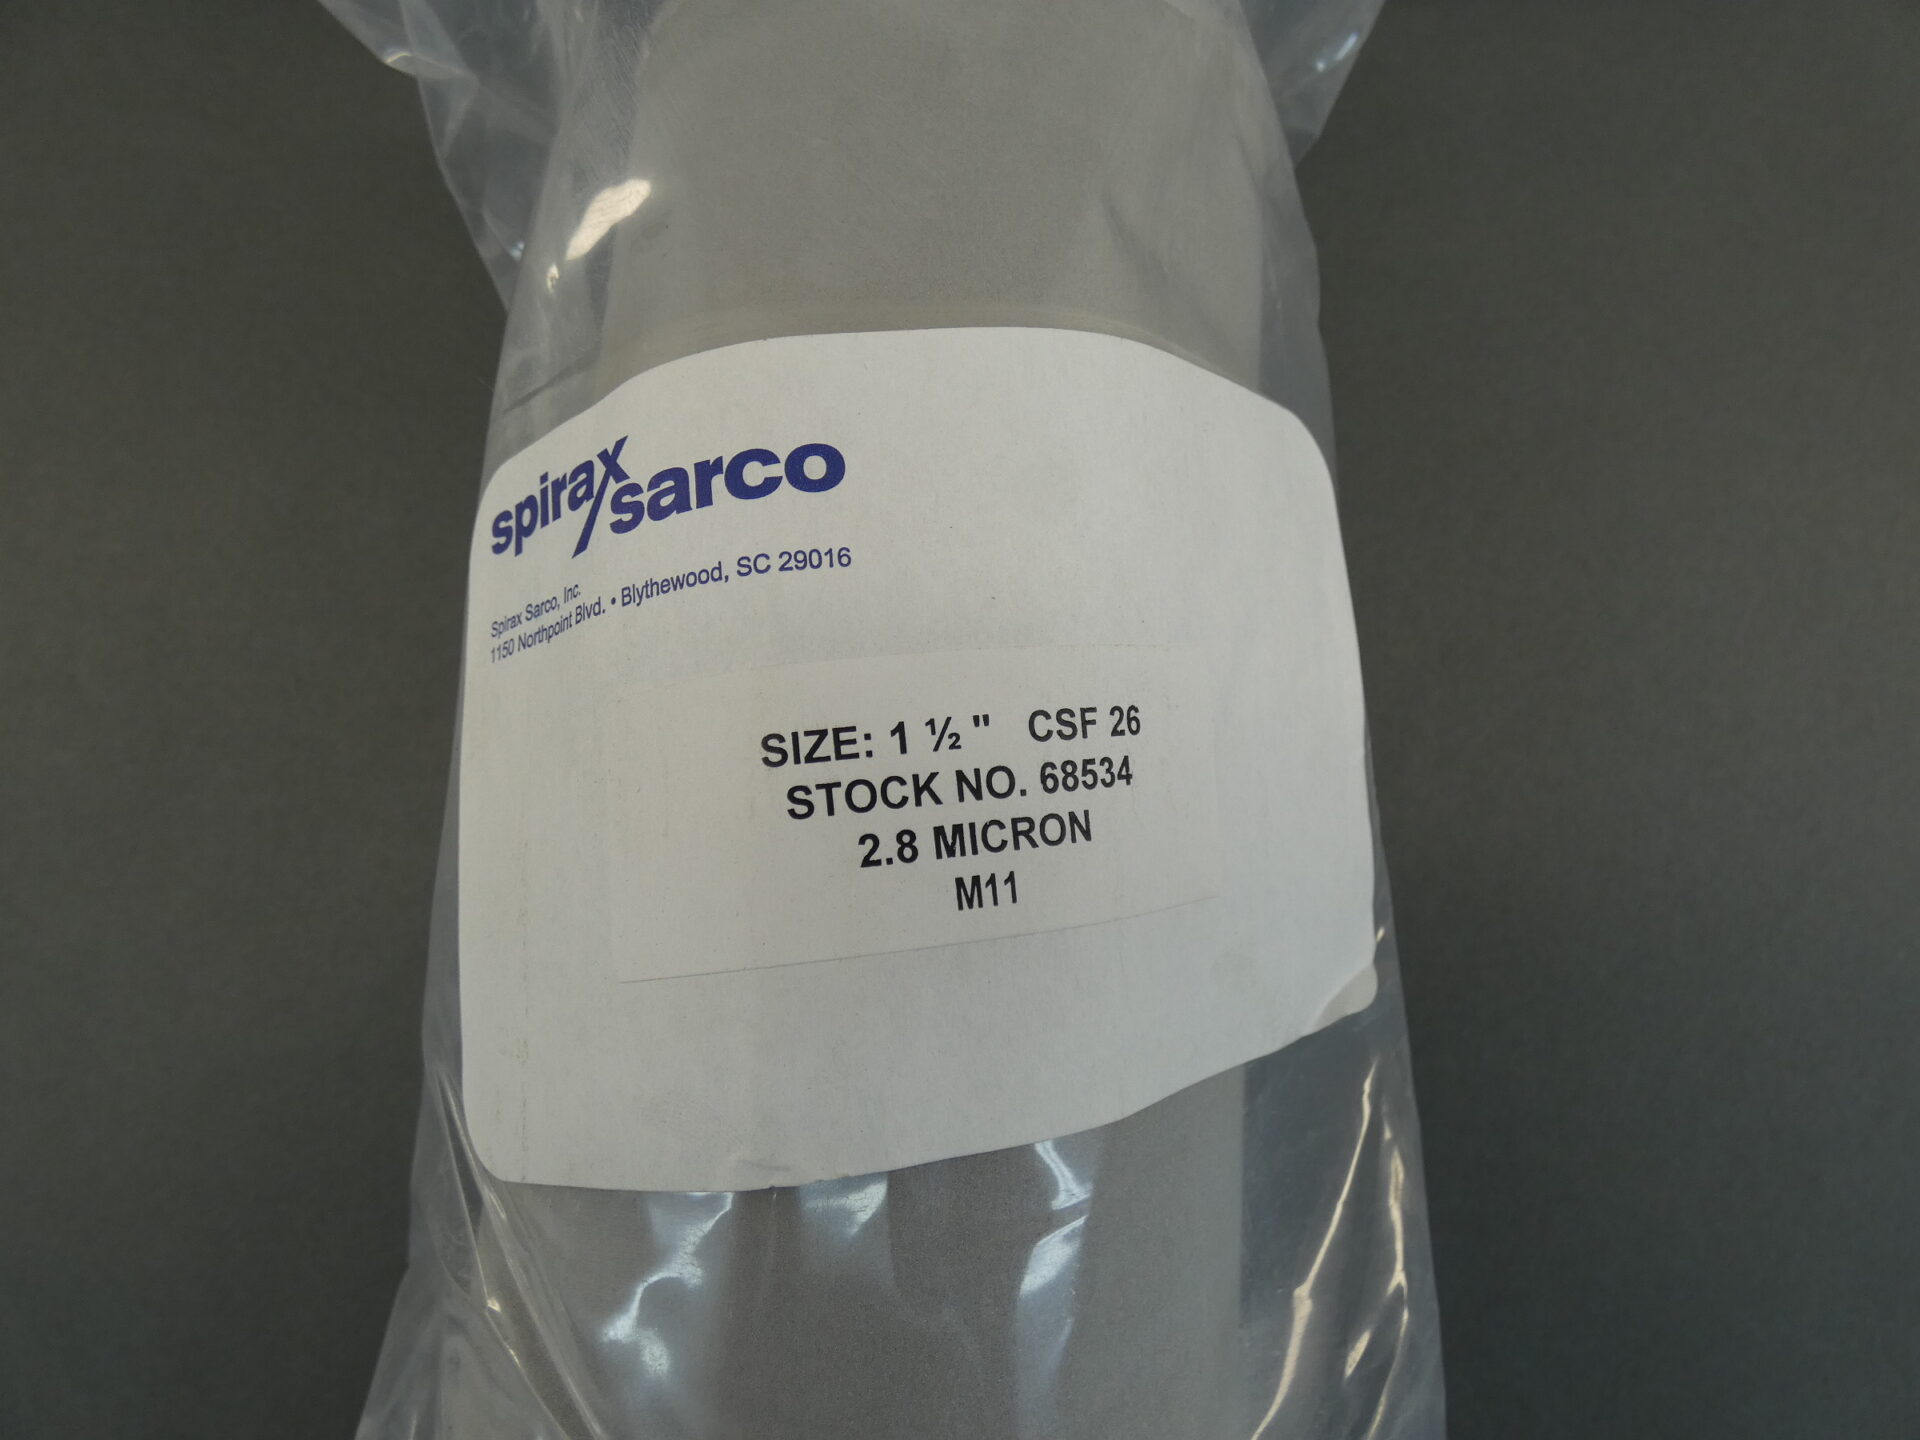 spirax
sarco
Spirax Sarco, Inc.
1150 Northpoint Blvd. • Blythewood, SC 29016
SIZE: 1 ½ " CSF 26
STOCK NO. 68534
2.8 MICRON
M11